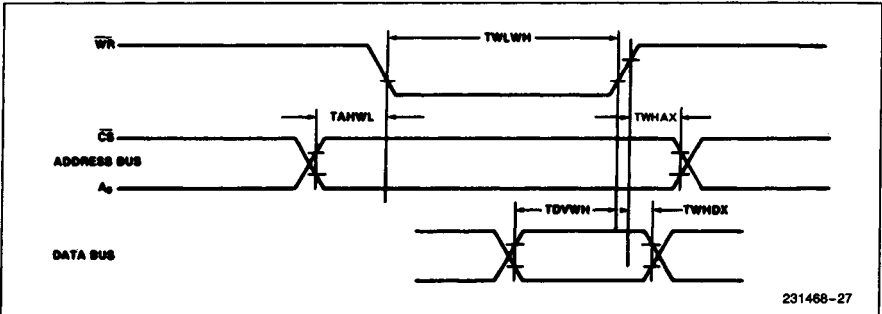 WR
TWLWH
TAHWL
TWHAX
CS
ADDRESS BUS
A0
TDVWH
TWHDX
DATA BUS
231468-27